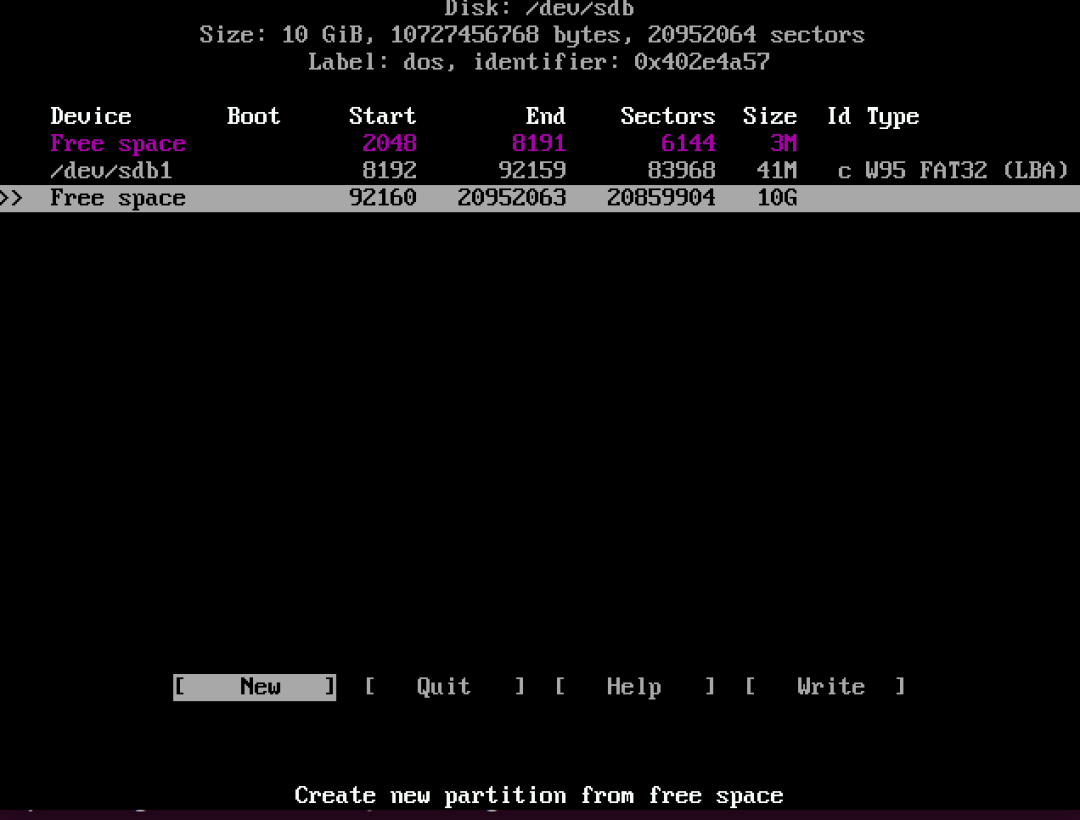 Disk: /dev/sdb
Size: 10 GiB, 10727456768 bytes, 20952064 sectors
Label: dos, identifier: 0x402e4a57
Device Boot Start End Sectors Size Id Type
Free space 2048 8191 6144 3M
/dev/sdb1 8192 92159 83968 41M c W95 FAT32 (LBA)
>> Free space 92160 20952063 20859904 10G
[ New ] [ Quit ] [ Help ] [ Write ]
Create new partition from free space